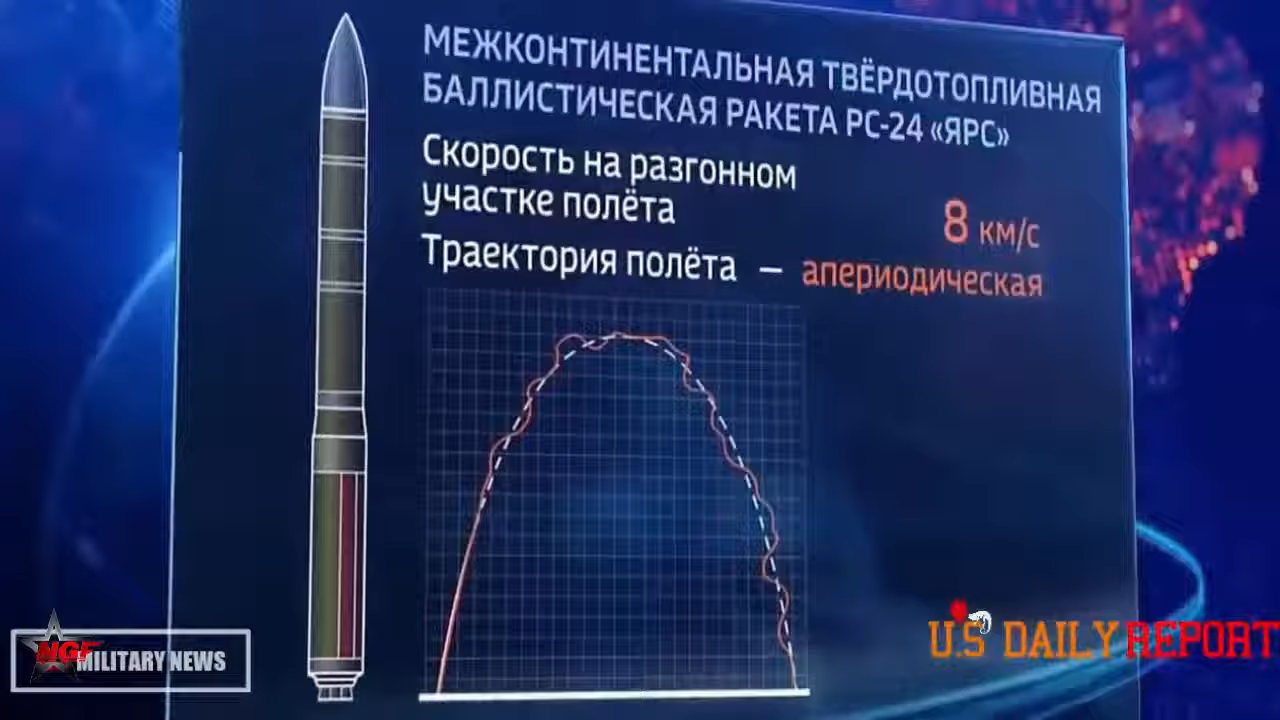 МЕЖКОНТИНЕНТАЛЬНАЯ ТВЁРДОТОПЛИВНАЯ
БАЛЛИСТИЧЕСКАЯ РАКЕТА РС-24 «ЯРС»
Скорость на разгонном
участке полёта
8 км/с
Траектория полёта — апериодическая
NGF MILITARY NEWS
U.S DAILY REPORT